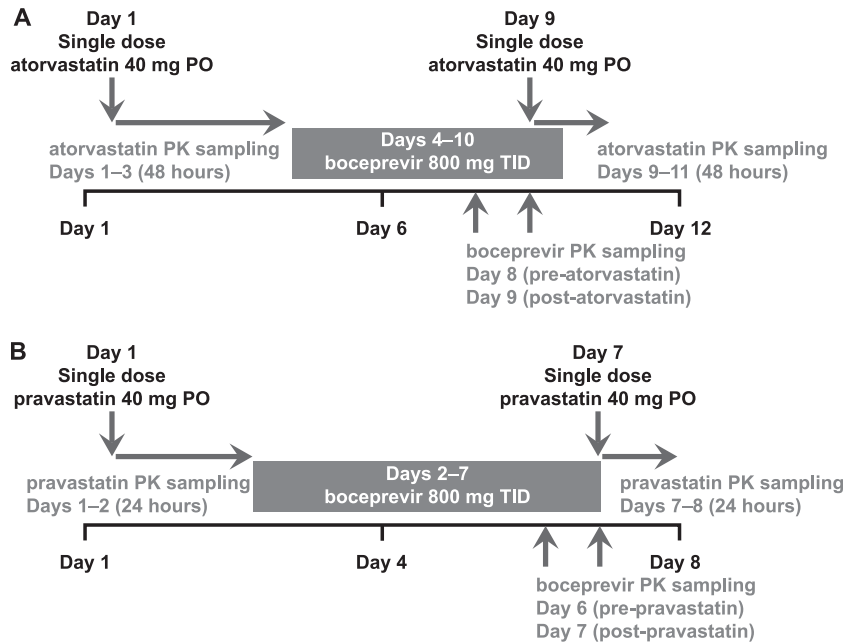 A
Day 1
Single dose
atorvastatin 40 mg PO
Day 9
Single dose
atorvastatin 40 mg PO
atorvastatin PK sampling
Days 1–3 (48 hours)
Days 4–10
boceprevir 800 mg TID
atorvastatin PK sampling
Days 9–11 (48 hours)
Day 1
Day 6
Day 12
boceprevir PK sampling
Day 8 (pre-atorvastatin)
Day 9 (post-atorvastatin)
B
Day 1
Single dose
pravastatin 40 mg PO
Day 7
Single dose
pravastatin 40 mg PO
pravastatin PK sampling
Days 1–2 (24 hours)
Days 2–7
boceprevir 800 mg TID
pravastatin PK sampling
Days 7–8 (24 hours)
Day 1
Day 4
Day 8
boceprevir PK sampling
Day 6 (pre-pravastatin)
Day 7 (post-pravastatin)